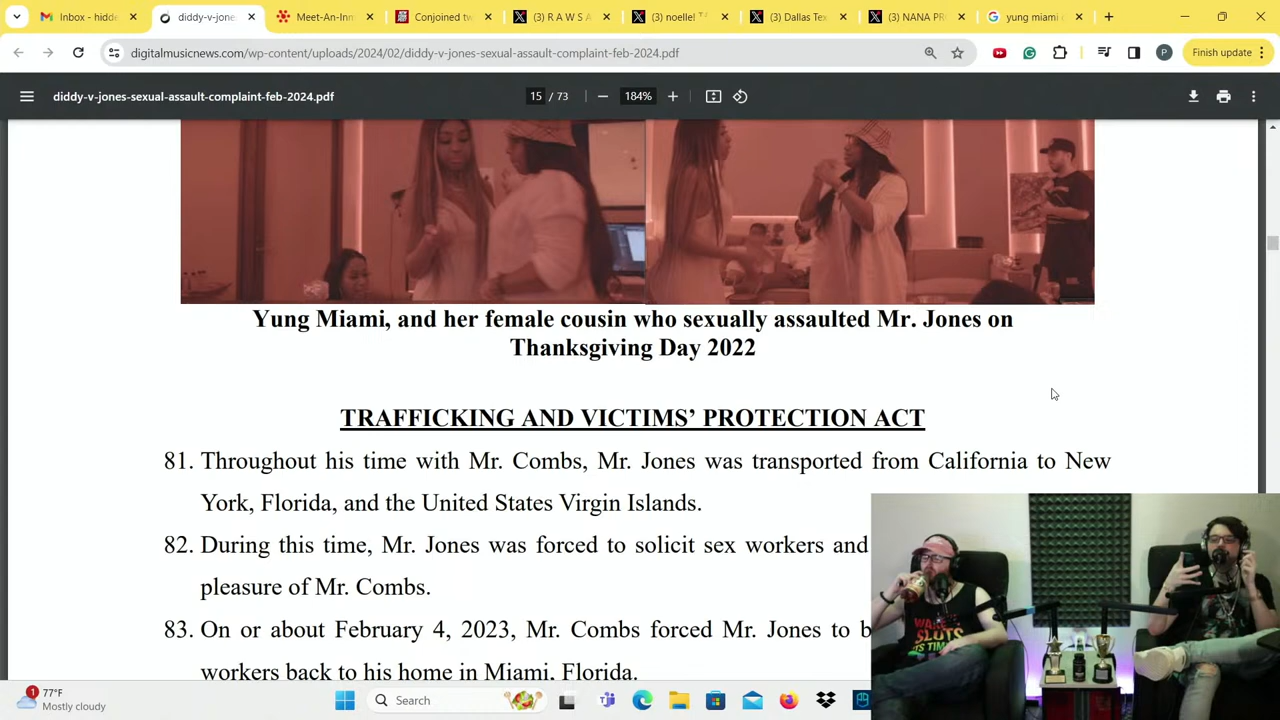 Inbox - hidde
diddy-v-jone
Meet-An-Inn
Conjoined tw
(3) R A W S A
(3) noelle!
(3) Dallas Tex
(3) NANA PR
yung miami c
digitalmusicnews.com/wp-content/uploads/2024/02/diddy-v-jones-sexual-assault-complaint-feb-2024.pdf
P
Finish update
diddy-v-jones-sexual-assault-complaint-feb-2024.pdf
15 / 73
184%
Yung Miami, and her female cousin who sexually assaulted Mr. Jones on
Thanksgiving Day 2022
TRAFFICKING AND VICTIMS’ PROTECTION ACT
81. Throughout his time with Mr. Combs, Mr. Jones was transported from California to New
York, Florida, and the United States Virgin Islands.
82. During this time, Mr. Jones was forced to solicit sex workers and
pleasure of Mr. Combs.
83. On or about February 4, 2023, Mr. Combs forced Mr. Jones to b
workers back to his home in Miami, Florida.
WAKE
SLUTS
ITS TIME
1
77°F
Mostly cloudy
Search